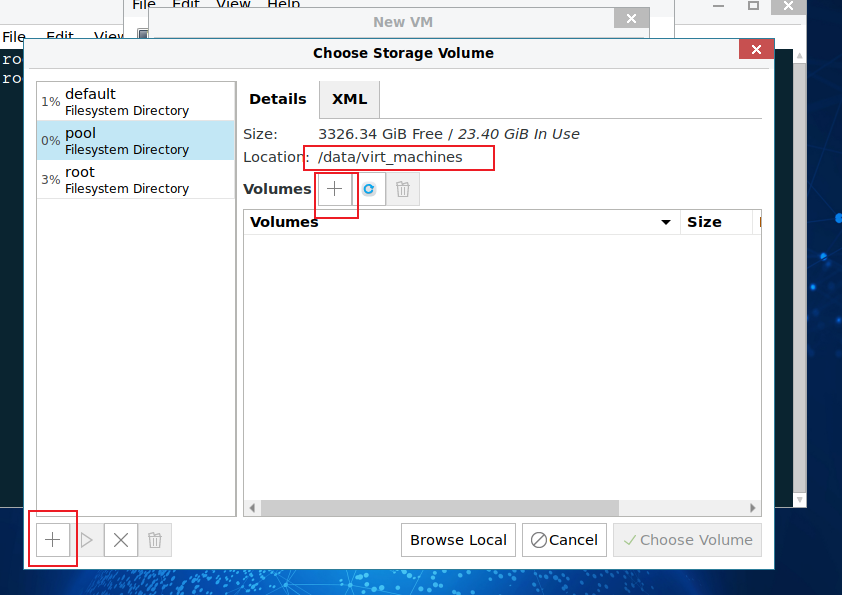 File Edit View Help
New VM
File Edit View
Choose Storage Volume
ro
ro
1% default
Filesystem Directory
0% pool
Filesystem Directory
3% root
Filesystem Directory
Details XML
Size: 3326.34 GiB Free / 23.40 GiB In Use
Location: /data/virt_machines
Volumes
Volumes Size
Browse Local Cancel Choose Volume